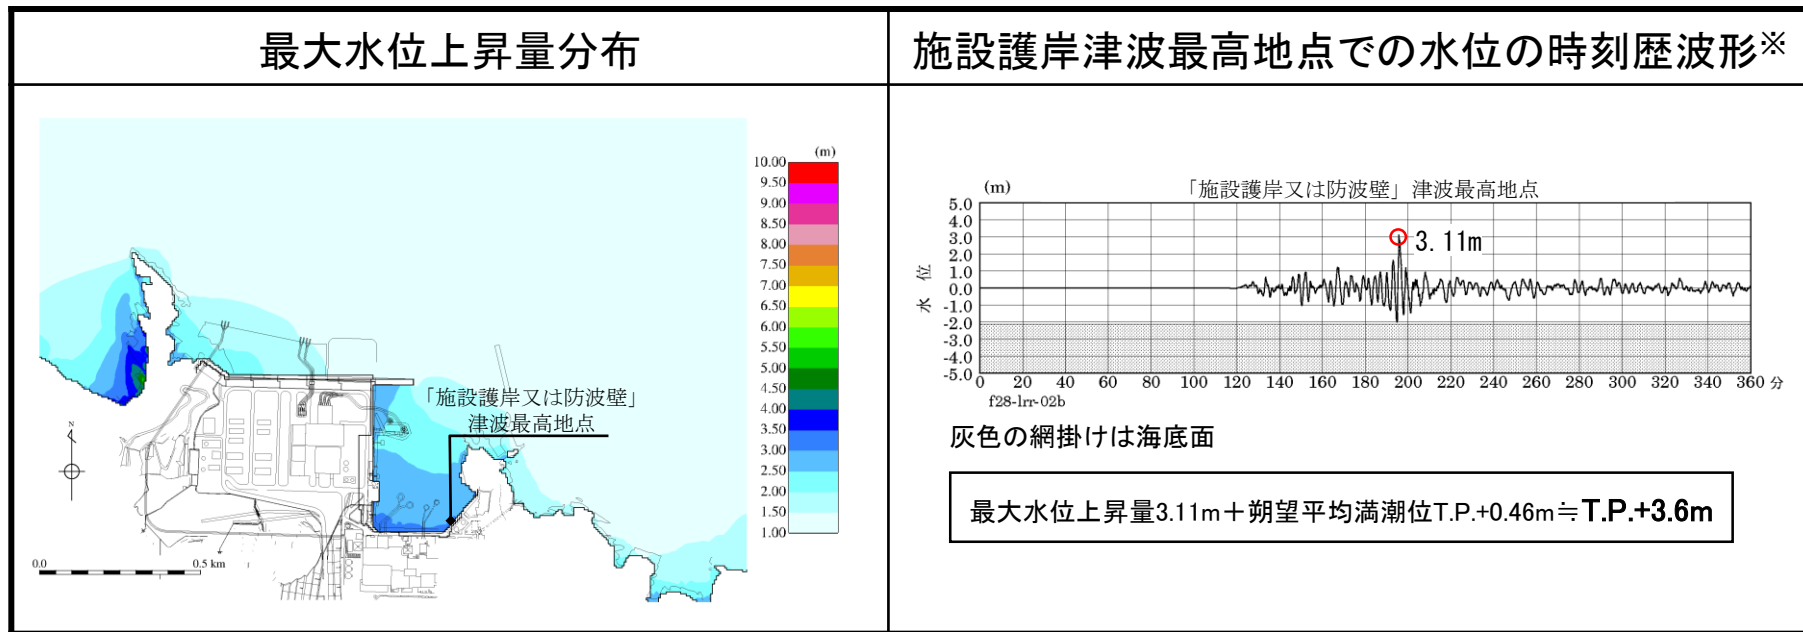 最大水位上昇量分布
施設護岸津波最高地点での水位の時刻歴波形※
(m)
10.00
9.50
9.00
8.50
8.00
7.50
7.00
6.50
6.00
5.50
5.00
4.50
4.00
3.50
3.00
2.50
2.00
1.50
1.00
「施設護岸又は防波壁」
津波最高地点
N
0.0 0.5 km
(m) 「施設護岸又は防波壁」津波最高地点
5.0
4.0
3.0
2.0
1.0
0.0
-1.0
-2.0
-3.0
-4.0
-5.0
水位
3.11m
0 20 40 60 80 100 120 140 160 180 200 220 240 260 280 300 320 340 360 分
f28-lrr-02b
灰色の網掛けは海底面
最大水位上昇量3.11m＋朔望平均満潮位T.P.+0.46m≒T.P.+3.6m